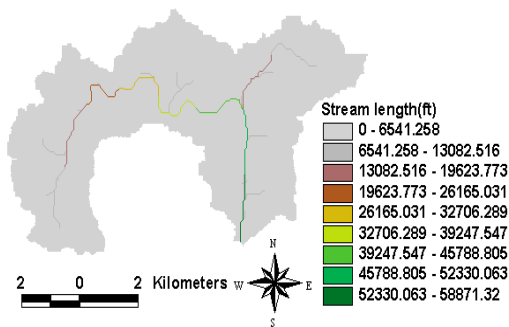 Stream length(ft)
0 - 6541.258
6541.258 - 13082.516
13082.516 - 19623.773
19623.773 - 26165.031
26165.031 - 32706.289
32706.289 - 39247.547
39247.547 - 45788.805
45788.805 - 52330.063
52330.063 - 58871.32
2 0 2 Kilometers
N
W E
S